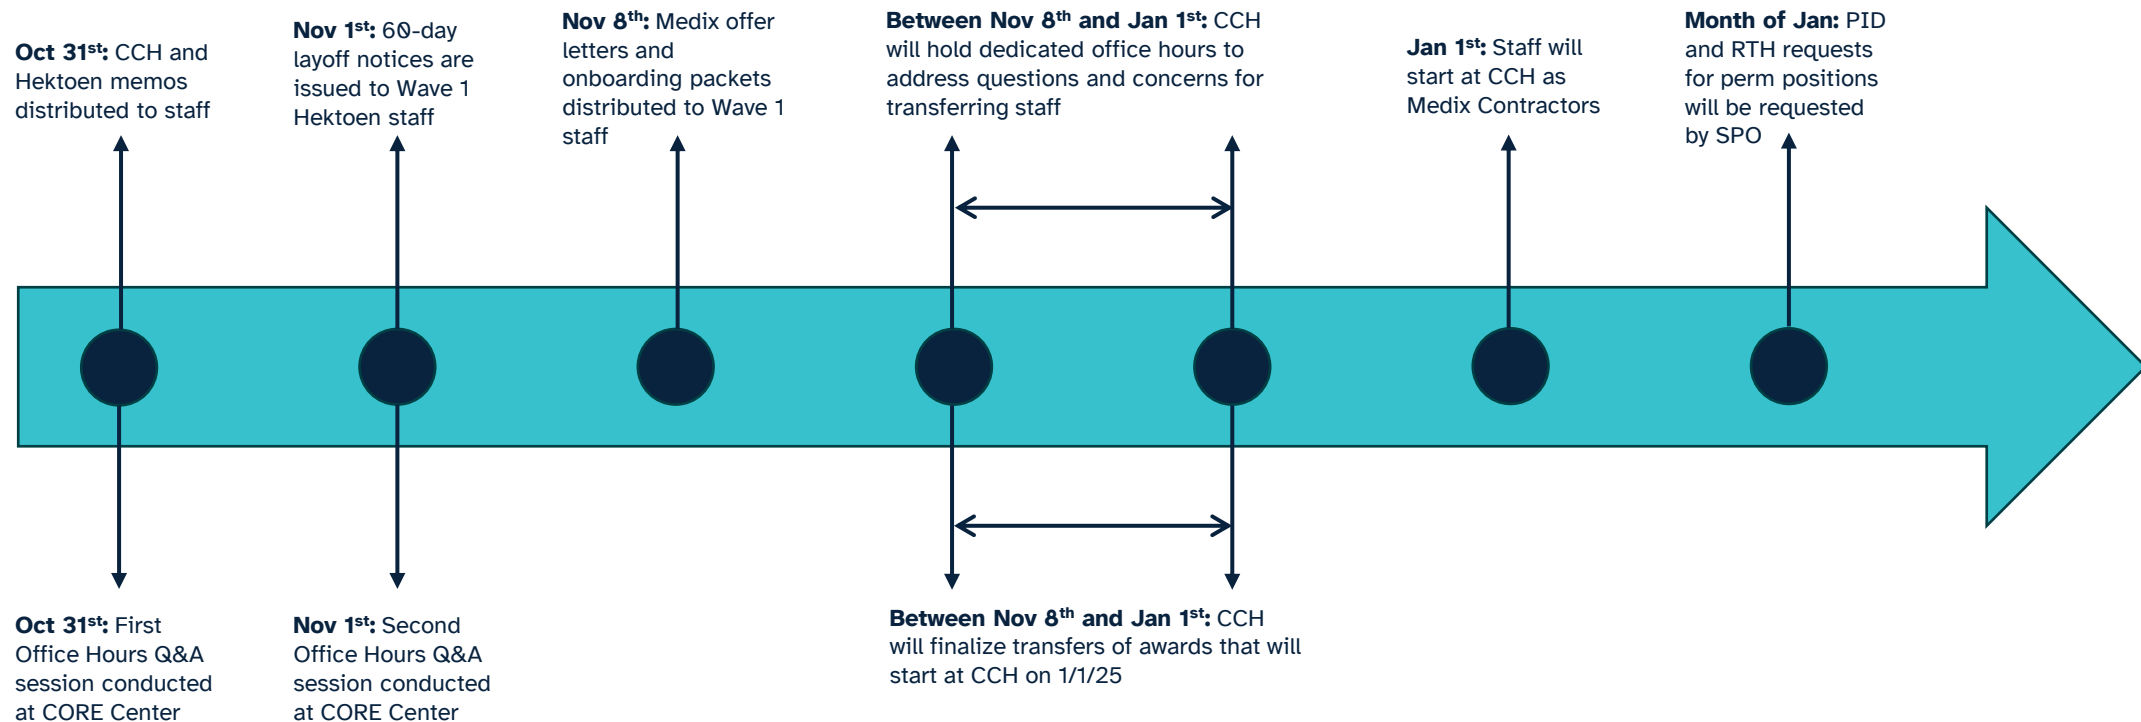 Oct 31st: CCH and
Hektoen memos
distributed to staff
Nov 1st: 60-day
layoff notices are
issued to Wave 1
Hektoen staff
Nov 8th: Medix offer
letters and
onboarding packets
distributed to Wave 1
staff
Between Nov 8th and Jan 1st: CCH
will hold dedicated office hours to
address questions and concerns for
transferring staff
Jan 1st: Staff will
start at CCH as
Medix Contractors
Month of Jan: PID
and RTH requests
for perm positions
will be requested
by SPO
Oct 31st: First
Office Hours Q&A
session conducted
at CORE Center
Nov 1st: Second
Office Hours Q&A
session conducted
at CORE Center
Between Nov 8th and Jan 1st: CCH
will finalize transfers of awards that will
start at CCH on 1/1/25